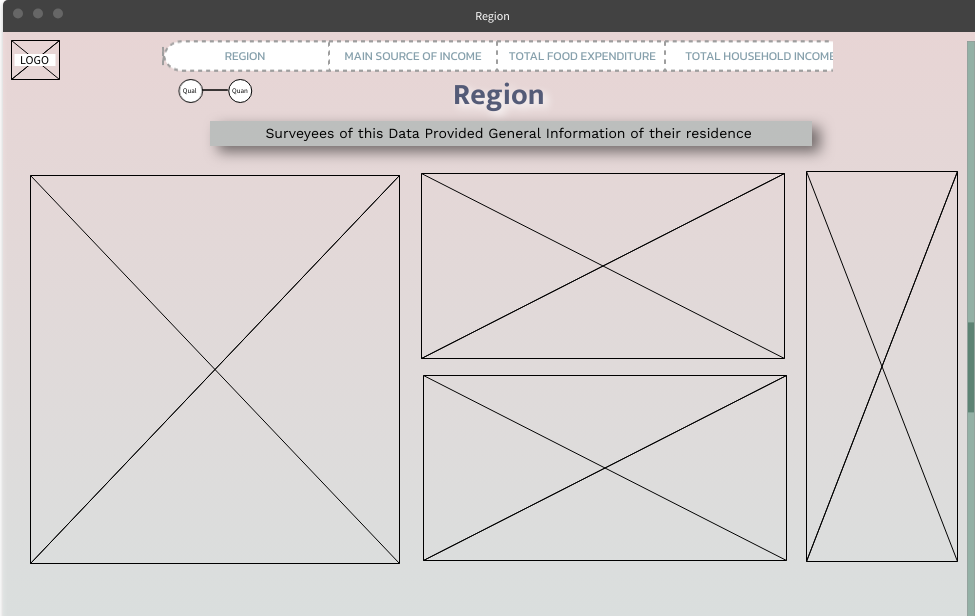 Region
LOGO
REGION
MAIN SOURCE OF INCOME
TOTAL FOOD EXPENDITURE
TOTAL HOUSEHOLD INCOME
Qual
Quan
Region
Surveyees of this Data Provided General Information of their residence